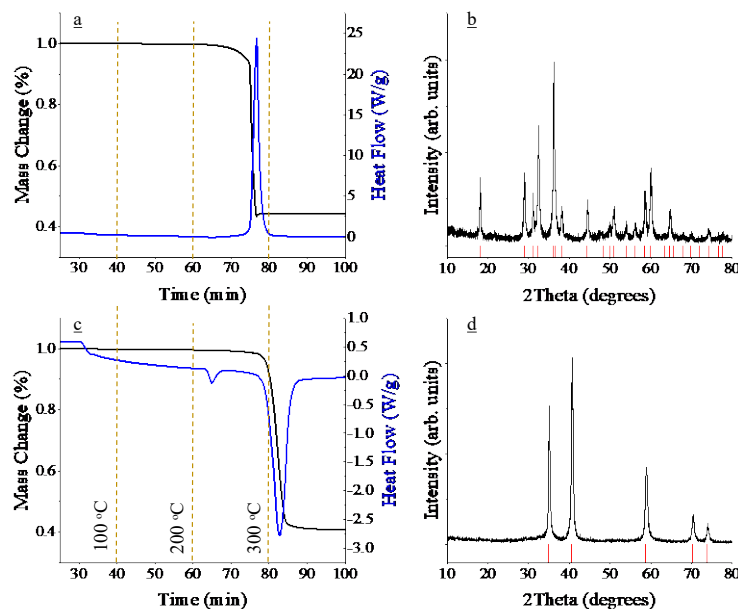 a
1.0
0.8
0.6
0.4
Mass Change (%)
25
20
15
10
5
0
Heat Flow (W/g)
30 40 50 60 70 80 90 100
Time (min)
b
Intensity (arb. units)
10 20 30 40 50 60 70 80
2Theta (degrees)
c
1.0
0.8
0.6
0.4
Mass Change (%)
100 °C
200 °C
300 °C
1.0
0.5
0.0
-0.5
-1.0
-1.5
-2.0
-2.5
-3.0
Heat Flow (W/g)
30 40 50 60 70 80 90 100
Time (min)
d
Intensity (arb. units)
10 20 30 40 50 60 70 80
2Theta (degrees)